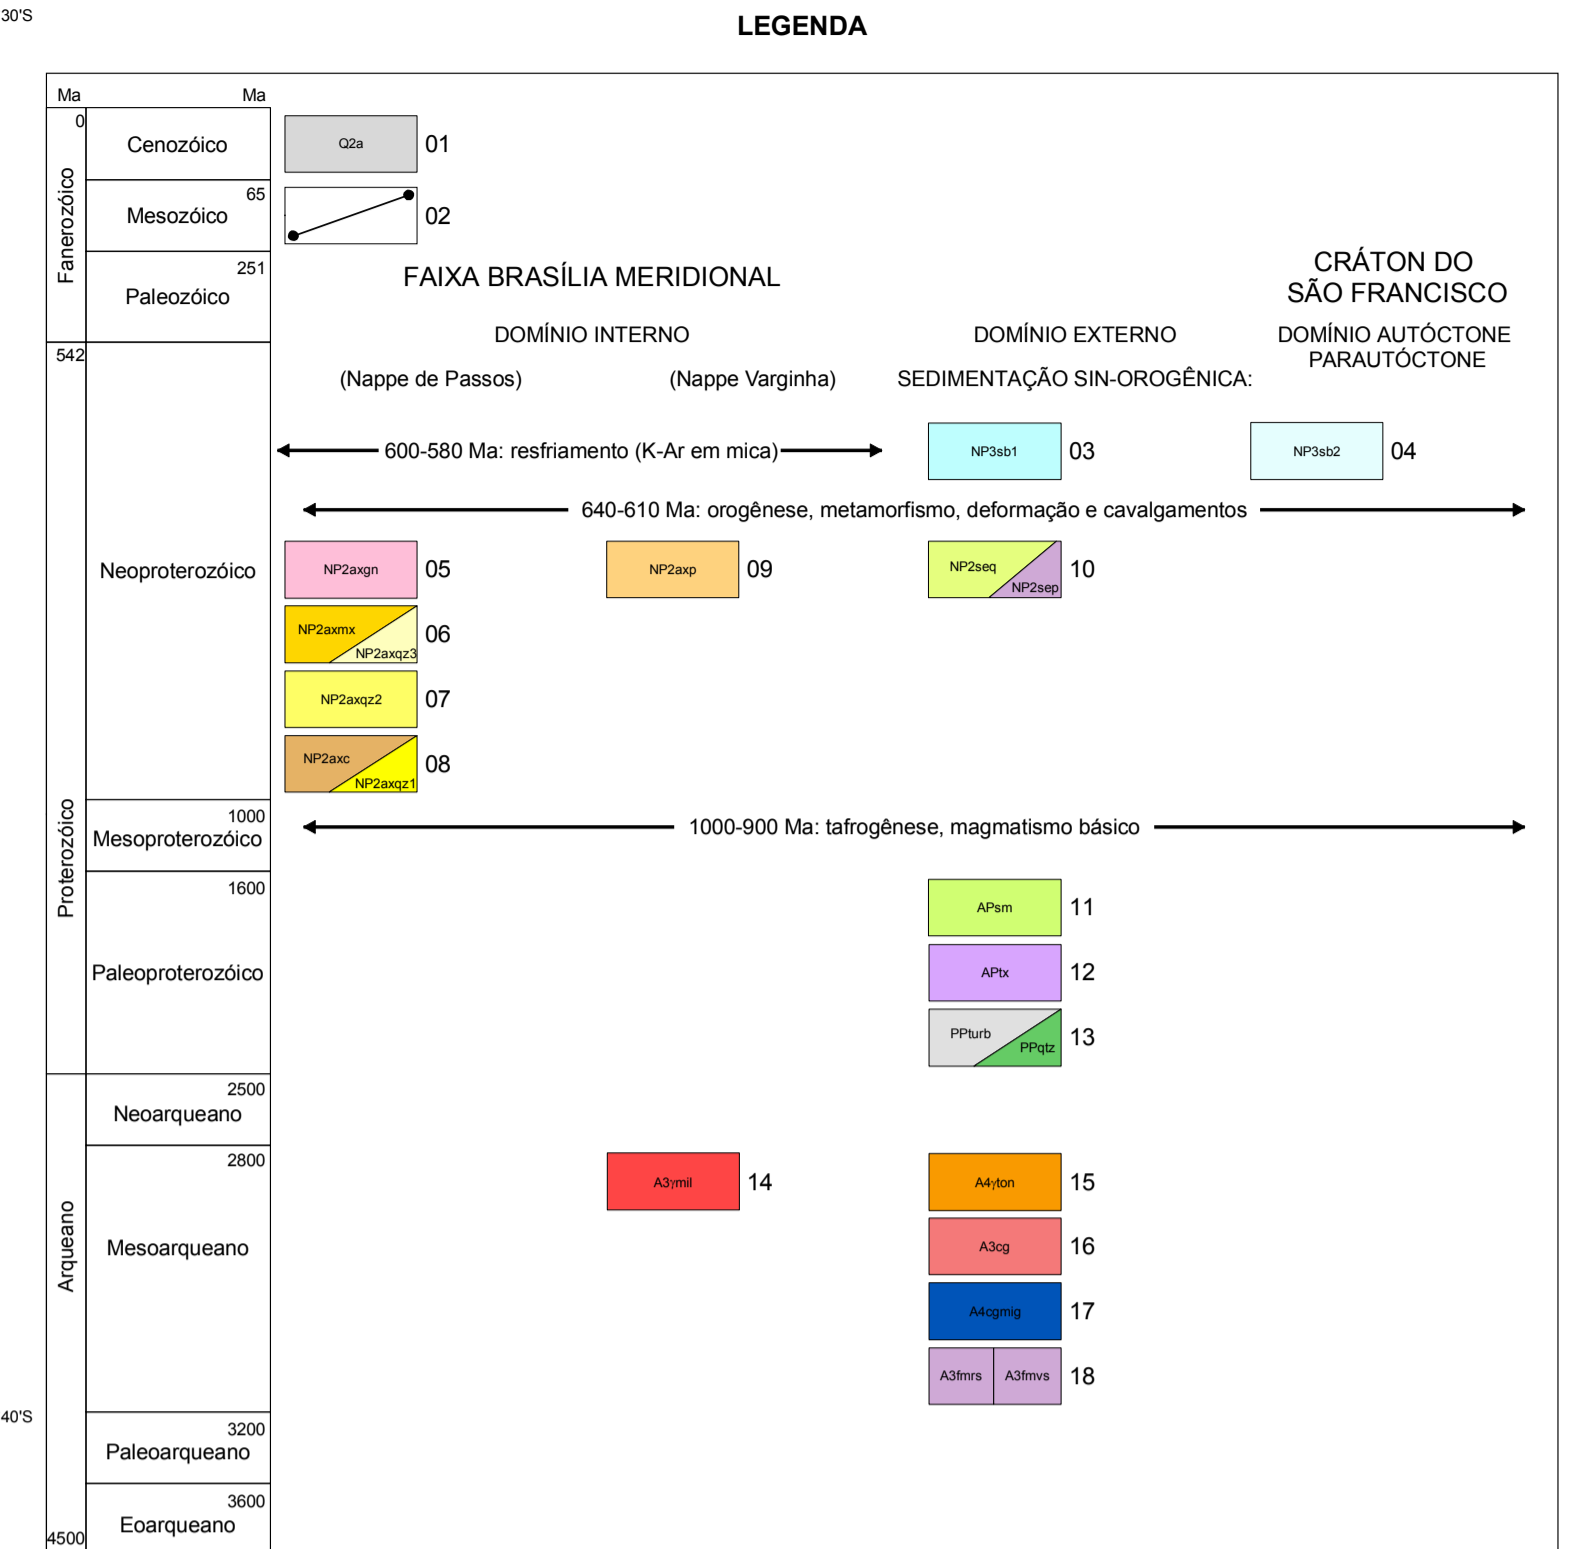 30'S
LEGENDA
Ma
Ma
0
Cenozóico
Q2a
01
Fanerozóico
65
Mesozóico
02
251
Paleozóico
FAIXA BRASÍLIA MERIDIONAL
CRÁTON DO
SÃO FRANCISCO
DOMÍNIO INTERNO
DOMÍNIO EXTERNO
DOMÍNIO AUTÓCTONE
PARAUTÓCTONE
542
(Nappe de Passos)
(Nappe Varginha)
SEDIMENTAÇÃO SIN-OROGÊNICA:
600-580 Ma: resfriamento (K-Ar em mica)
NP3sb1
03
NP3sb2
04
640-610 Ma: orogênese, metamorfismo, deformação e cavalgamentos
Neoproterozóico
NP2axgn
05
NP2axp
09
NP2seq
NP2sep
10
NP2axmx
NP2axqz3
06
NP2axqz2
07
NP2axc
NP2axqz1
08
Proterozóico
1000
Mesoproterozóico
1000-900 Ma: tafrogênese, magmatismo básico
1600
Paleoproterozóico
APsm
11
APtx
12
PPturb
PPqtz
13
2500
Neoarqueano
Arqueano
2800
Mesoarqueano
A3γmil
14
A4γton
15
A3cg
16
A4cgmig
17
A3fmrs
A3fmvs
18
40'S
3200
Paleoarqueano
3600
Eoarqueano
4500